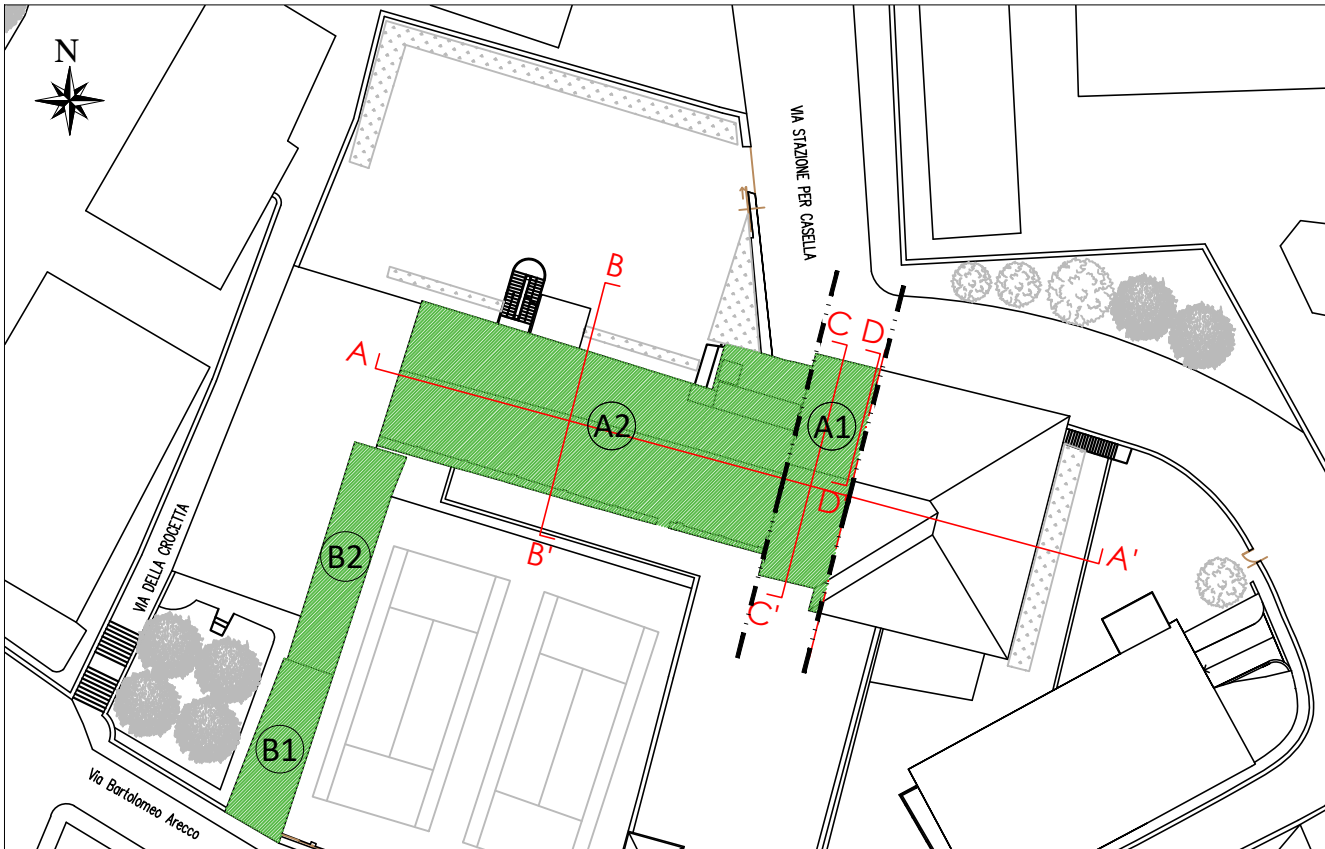 N
VIA STAZIONE PER CASELLA
B
C
D
A
A2
A1
D'
B'
A'
B2
C'
VIA DELLA CROCETTA
B1
Via Bartolomeo Arecco